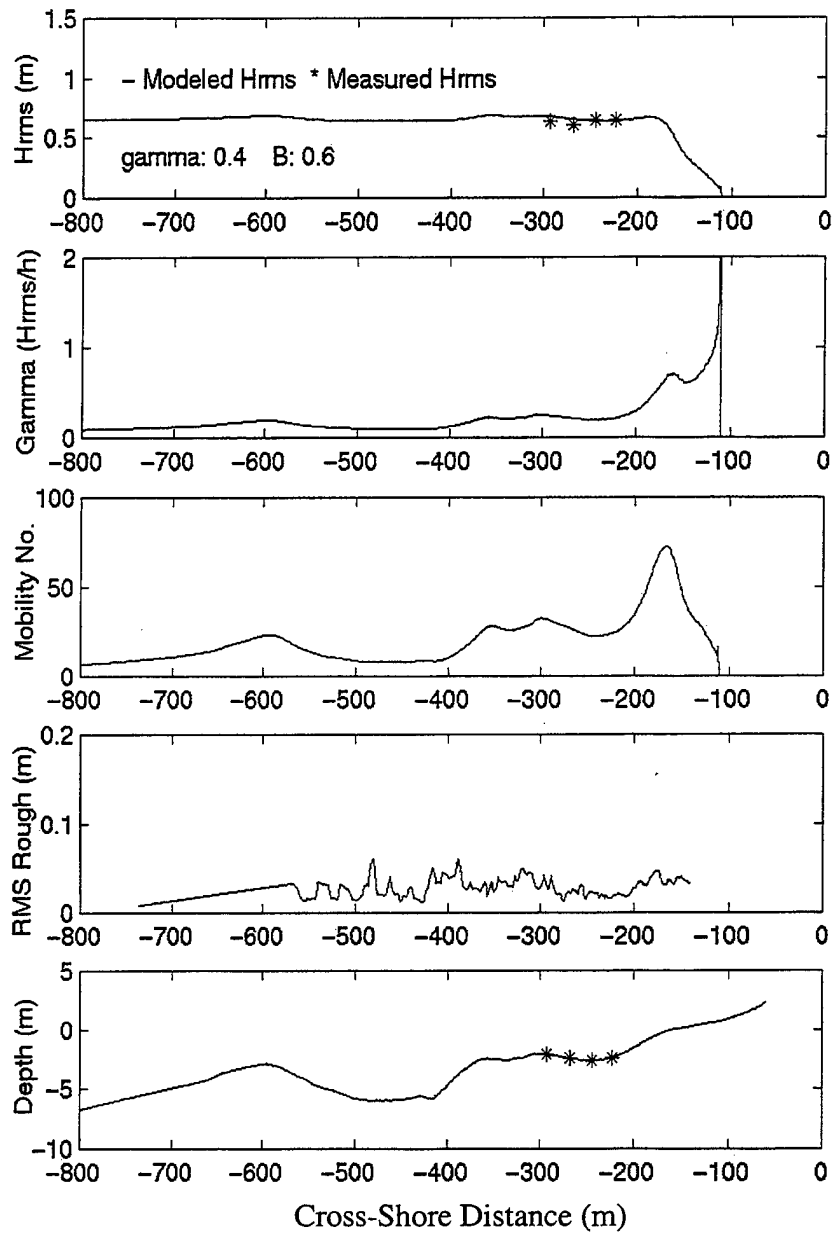 1.5
1
0.5
0
Hrms (m)
– Modeled Hrms * Measured Hrms
gamma: 0.4 B: 0.6
−800 −700 −600 −500 −400 −300 −200 −100 0
2
1
0
Gamma (Hrms/h)
−800 −700 −600 −500 −400 −300 −200 −100 0
100
50
0
Mobility No.
−800 −700 −600 −500 −400 −300 −200 −100 0
0.2
0.1
0
RMS Rough (m)
−800 −700 −600 −500 −400 −300 −200 −100 0
5
0
−5
−10
Depth (m)
−800 −700 −600 −500 −400 −300 −200 −100 0
Cross-Shore Distance (m)